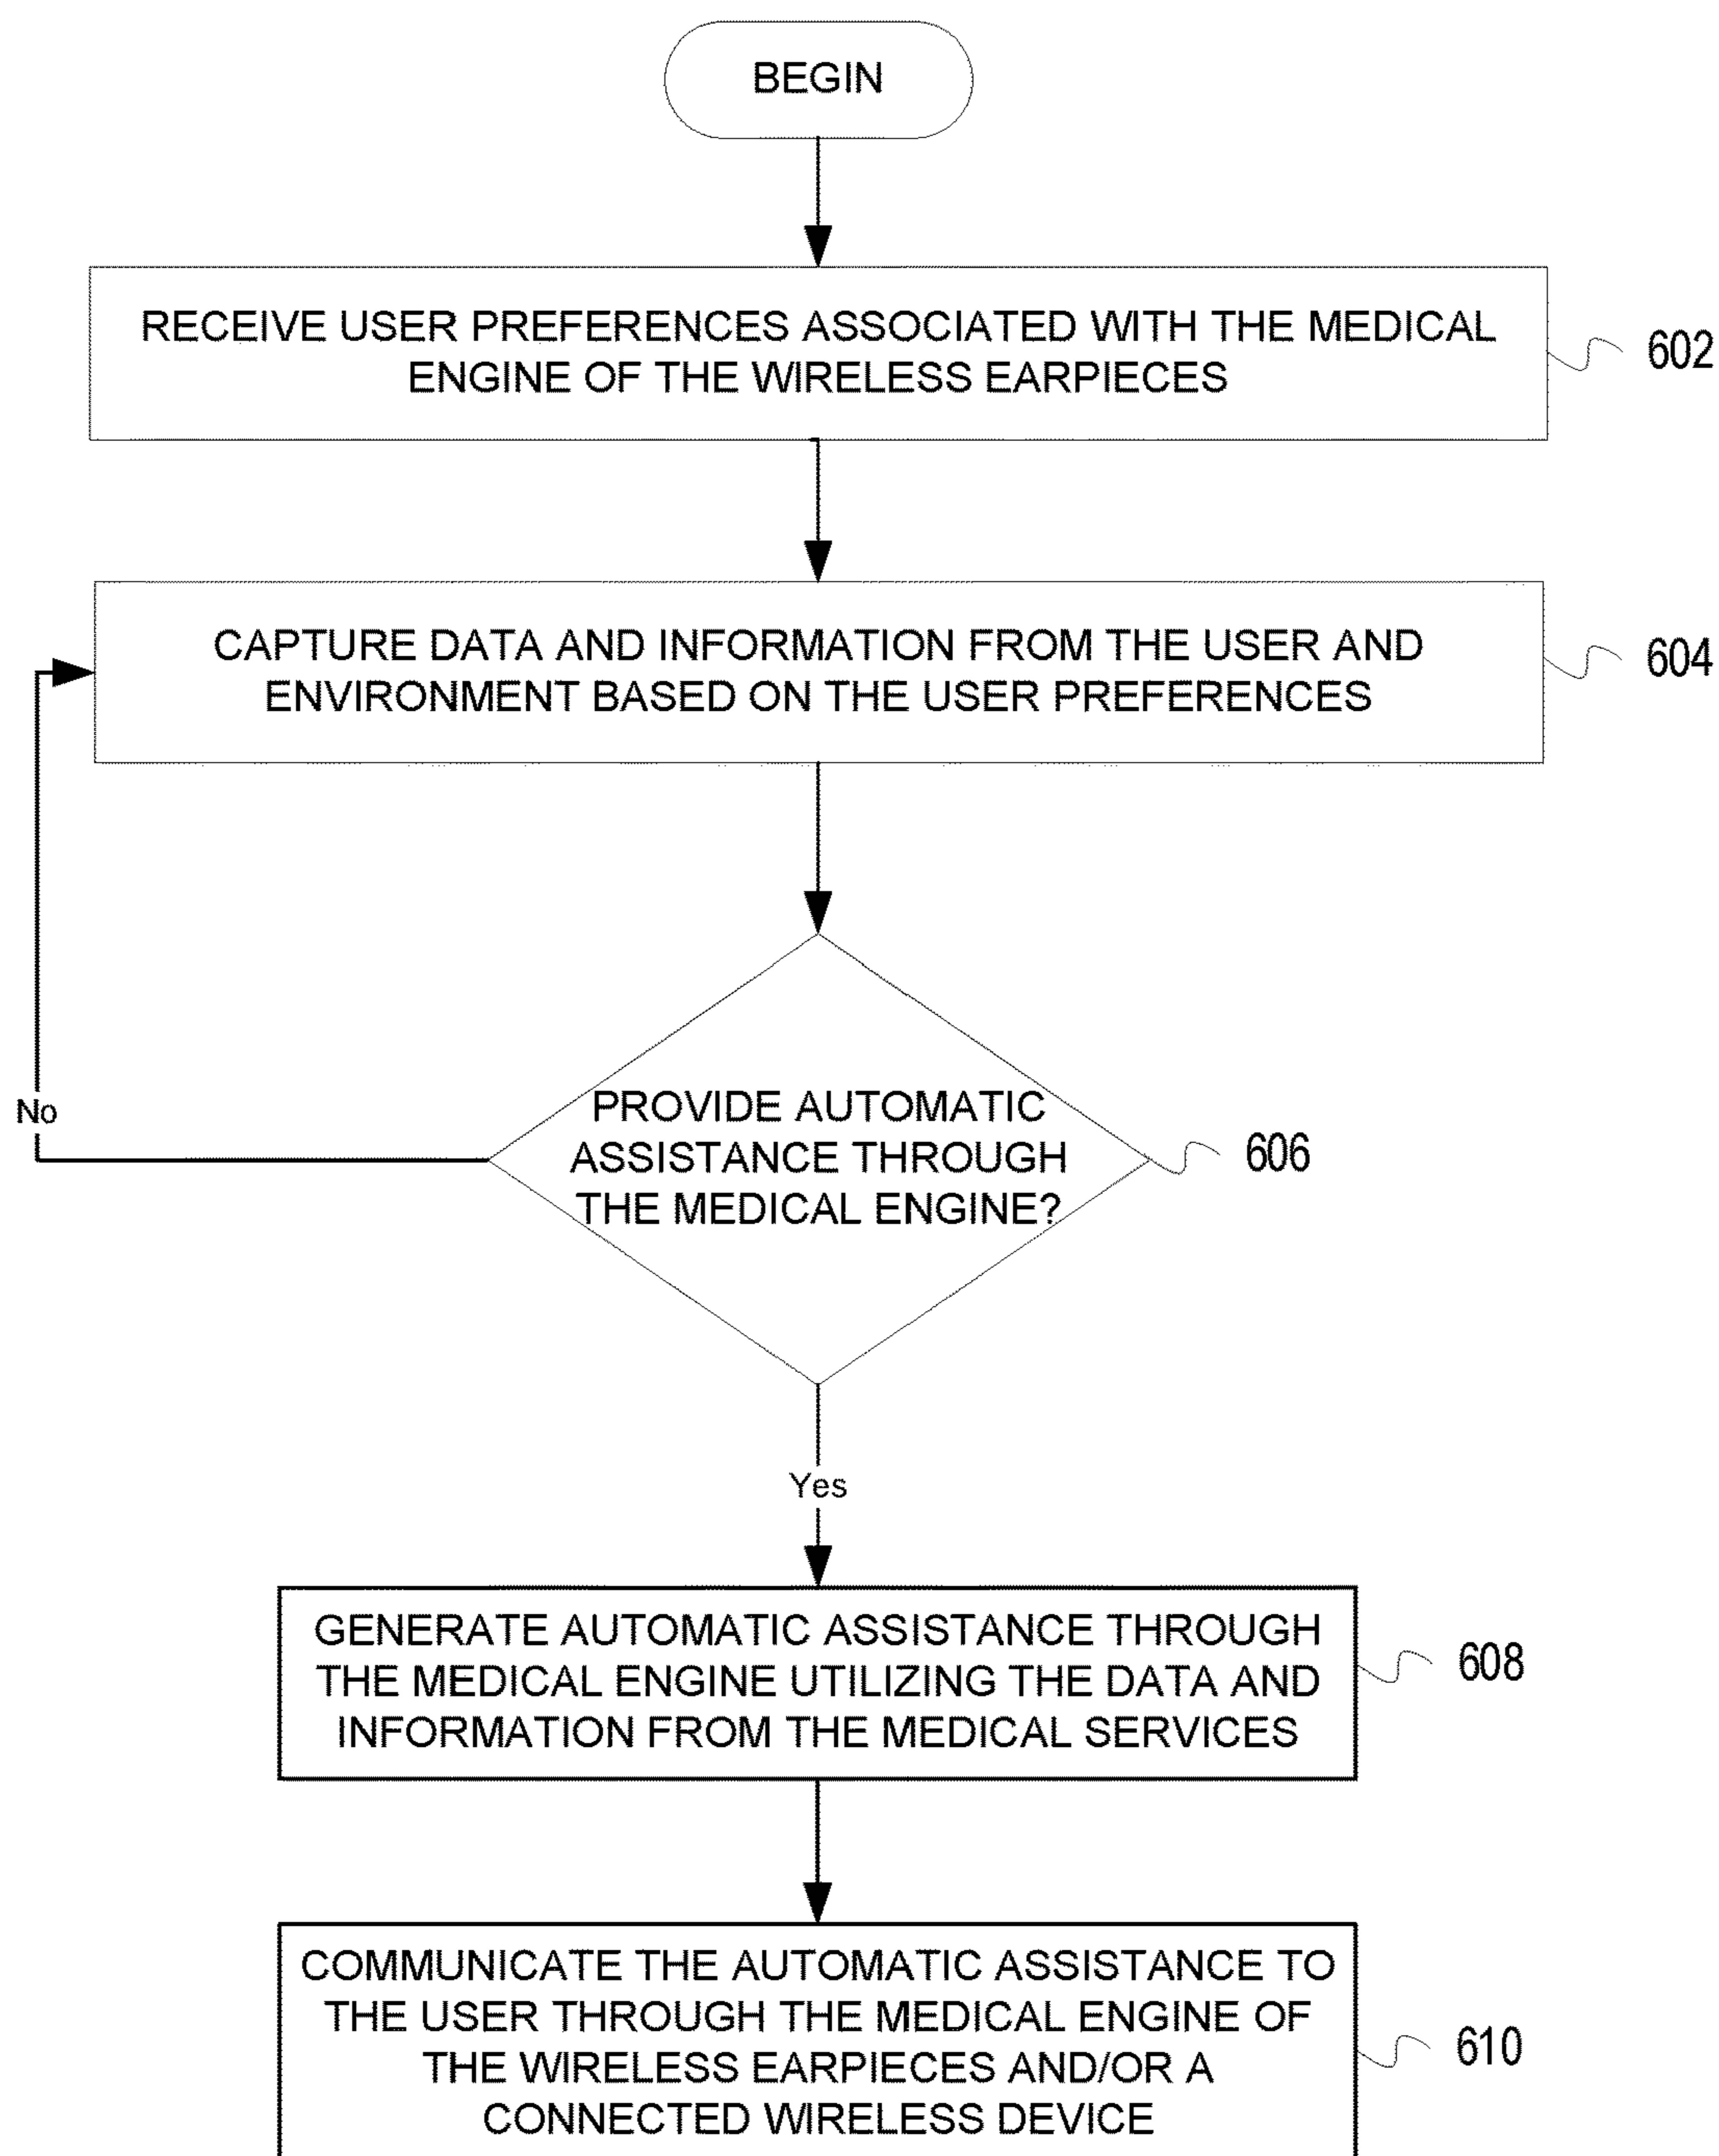 BEGIN
RECEIVE USER PREFERENCES ASSOCIATED WITH THE MEDICAL
ENGINE OF THE WIRELESS EARPIECES
602
CAPTURE DATA AND INFORMATION FROM THE USER AND
ENVIRONMENT BASED ON THE USER PREFERENCES
604
PROVIDE AUTOMATIC
ASSISTANCE THROUGH
THE MEDICAL ENGINE?
606
No
Yes
GENERATE AUTOMATIC ASSISTANCE THROUGH
THE MEDICAL ENGINE UTILIZING THE DATA AND
INFORMATION FROM THE MEDICAL SERVICES
608
COMMUNICATE THE AUTOMATIC ASSISTANCE TO
THE USER THROUGH THE MEDICAL ENGINE OF
THE WIRELESS EARPIECES AND/OR A
CONNECTED WIRELESS DEVICE
610